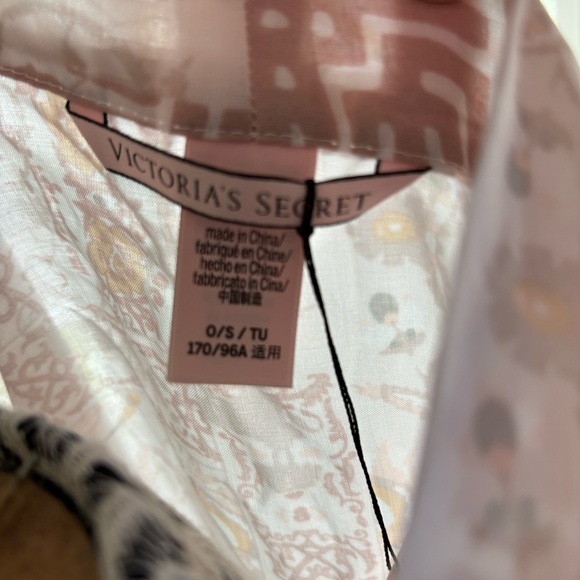 VICTORIA'S SECRET
made in China/
fabriqué en Chine/
hecho en China/
fabbricato in Cina/
中国制造
O/S / TU
170/96A 适用